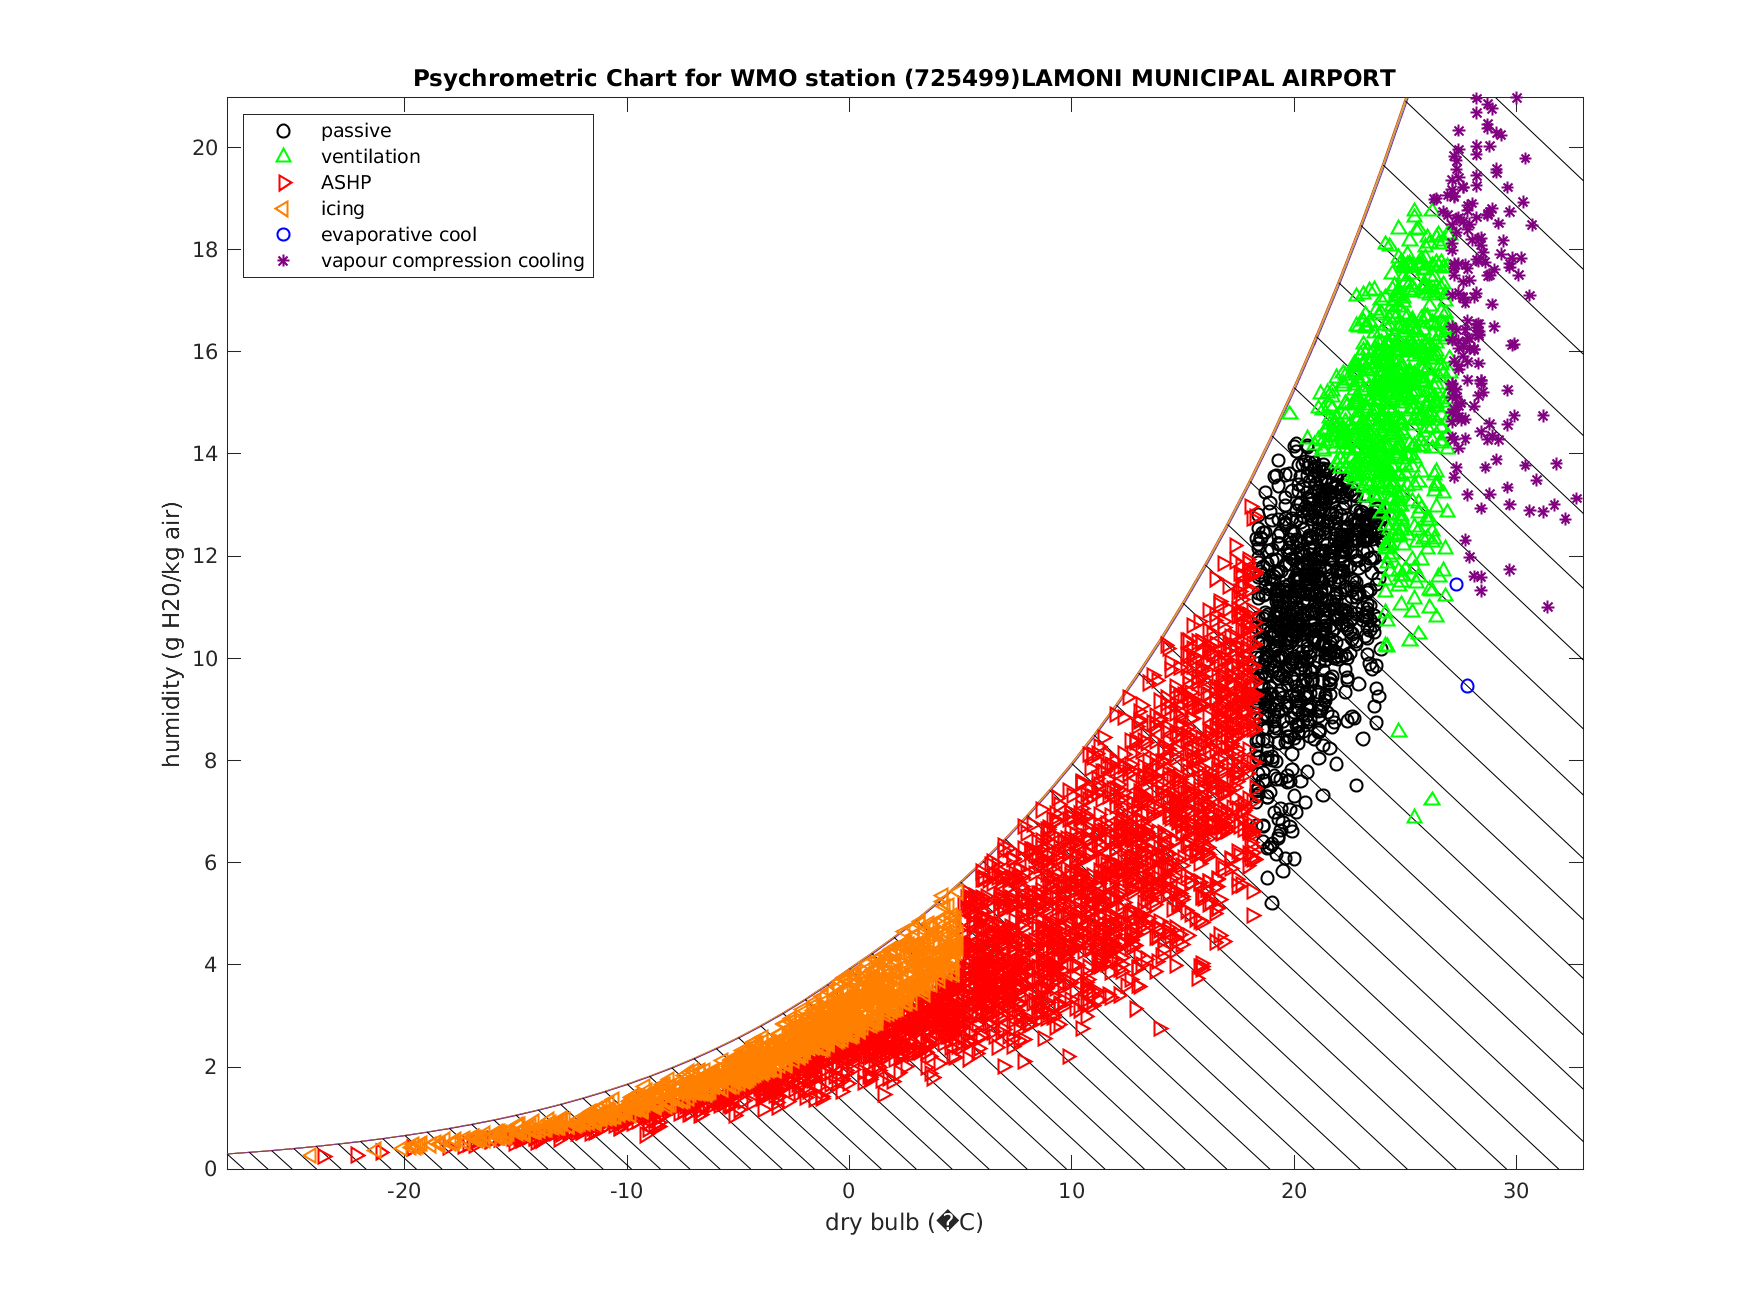 Psychrometric Chart for WMO station (725499)LAMONI MUNICIPAL AIRPORT
passive
ventilation
ASHP
icing
evaporative cool
vapour compression cooling
20
18
16
14
12
10
8
6
4
2
0
humidity (g H20/kg air)
-20
-10
0
10
20
30
dry bulb (�C)